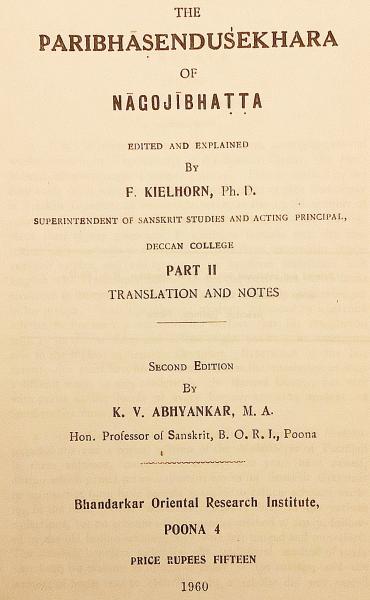 THE
PARIBHĀṢENDUŚEKHARA
OF
NĀGOJĪBHAṬṬA
EDITED AND EXPLAINED
By
F. KIELHORN, Ph. D.
SUPERINTENDENT OF SANSKRIT STUDIES AND ACTING PRINCIPAL,
DECCAN COLLEGE
PART II
TRANSLATION AND NOTES
Second Edition
By
K. V. ABHYANKAR, M. A.
Hon. Professor of Sanskrit, B. O. R. I., Poona
Bhandarkar Oriental Research Institute,
POONA 4
PRICE RUPEES FIFTEEN
1960